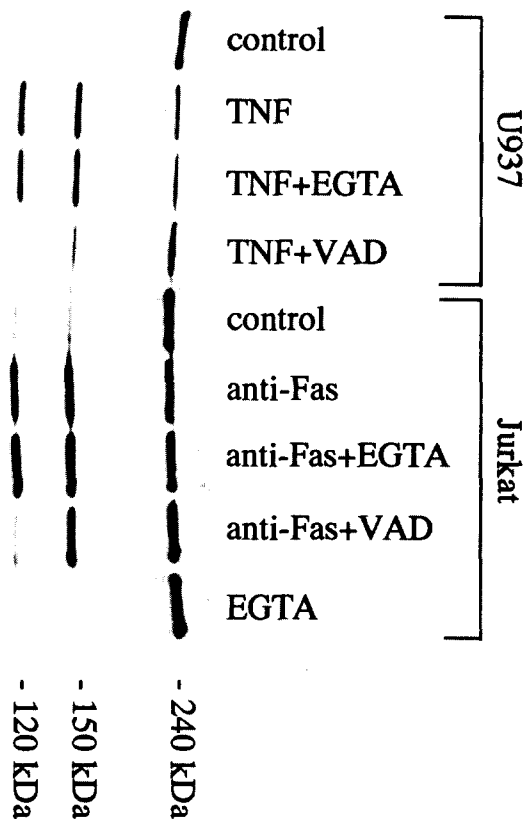 U937
control
TNF
TNF+EGTA
TNF+VAD
Jurkat
control
anti-Fas
anti-Fas+EGTA
anti-Fas+VAD
EGTA
- 240 kDa
- 150 kDa
- 120 kDa